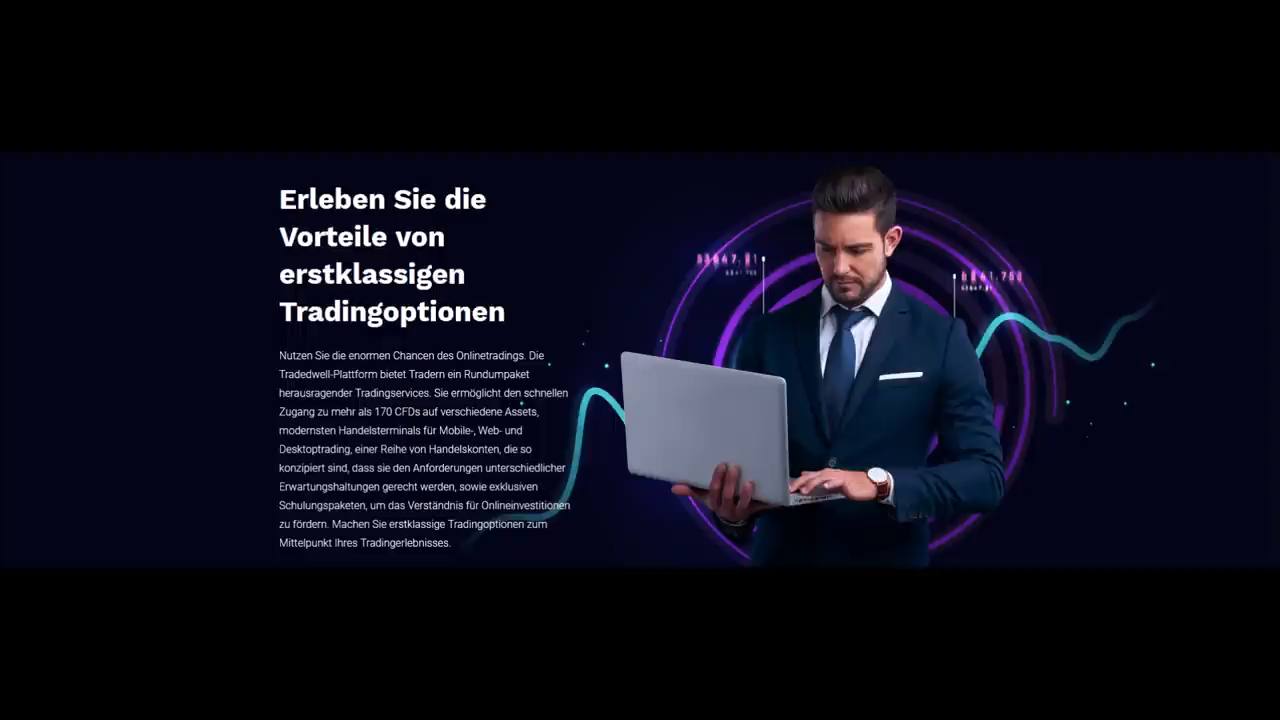 Erleben Sie die
Vorteile von
erstklassigen
Tradingoptionen
Nutzen Sie die enormen Chancen des Onlinetradings. Die
Tradedwell-Plattform bietet Tradern ein Rundumpaket
herausragender Tradingservices. Sie ermöglicht den schnellen
Zugang zu mehr als 170 CFDs auf verschiedene Assets,
modernsten Handelsterminals für Mobile-, Web- und
Desktoptrading, einer Reihe von Handelskonten, die so
konzipiert sind, dass sie den Anforderungen unterschiedlicher
Erwartungshaltungen gerecht werden, sowie exklusiven
Schulungspaketen, um das Verständnis für Onlineinvestitionen
zu fördern. Machen Sie erstklassige Tradingoptionen zum
Mittelpunkt Ihres Tradingerlebnisses.